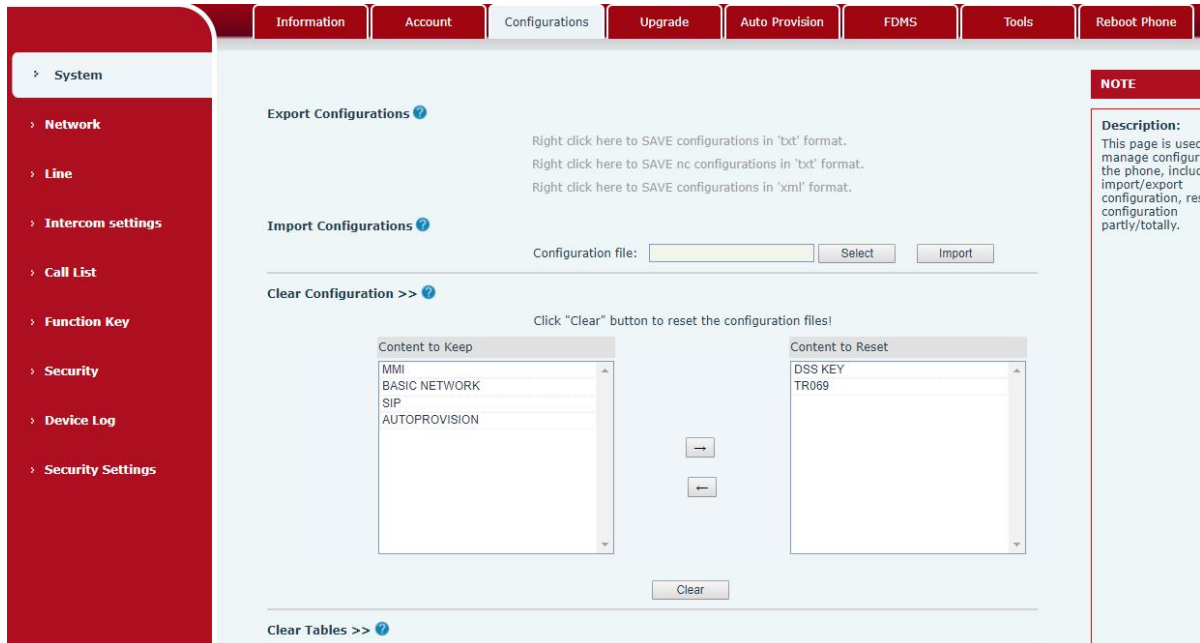 Information Account Configurations Upgrade Auto Provision FDMS Tools Reboot Phone
System
Network
Line
Intercom settings
Call List
Function Key
Security
Device Log
Security Settings
Export Configurations
Right click here to SAVE configurations in 'txt' format.
Right click here to SAVE nc configurations in 'txt' format.
Right click here to SAVE configurations in 'xml' format.
Import Configurations
Configuration file: Select Import
Clear Configuration >>
Click "Clear" button to reset the configuration files!
Content to Keep
MMI
BASIC NETWORK
SIP
AUTOPROVISION
→
←
Content to Reset
DSS KEY
TR069
Clear
Clear Tables >>
NOTE
Description:
This page is used
manage configur
the phone, includ
import/export
configuration, res
configuration
partly/totally.